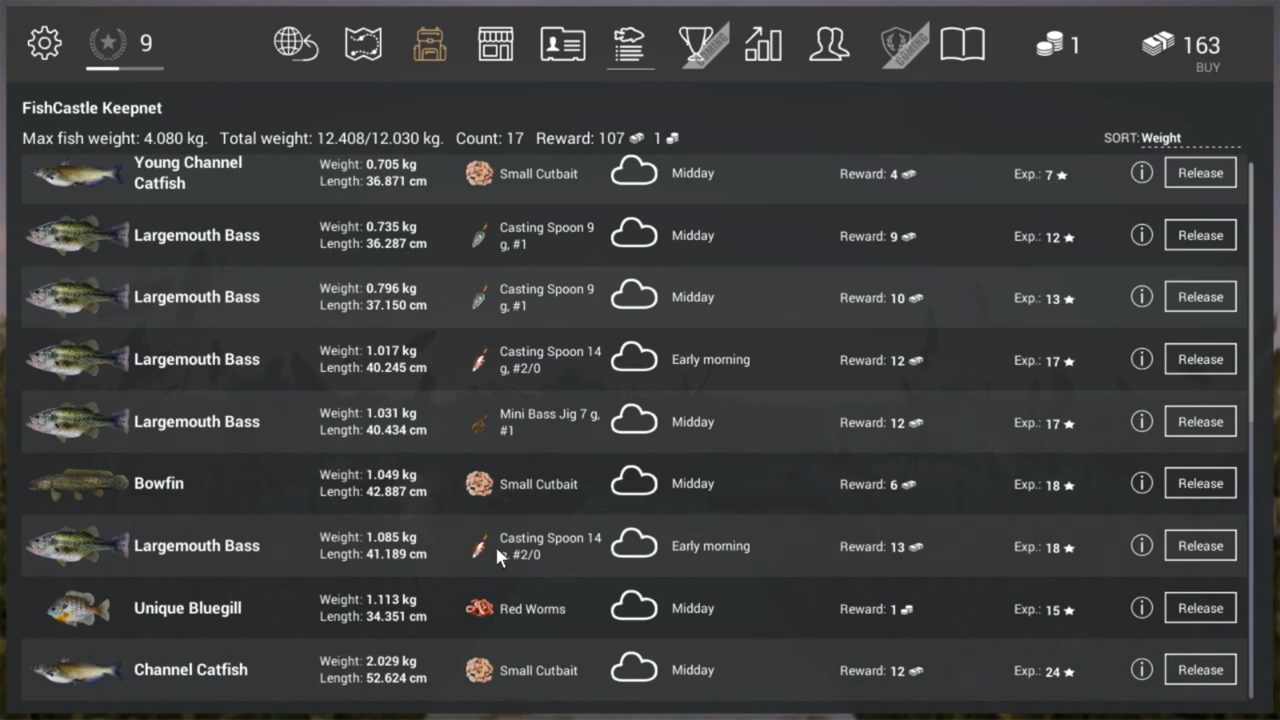 9
1
163
BUY
FishCastle Keepnet
Max fish weight: 4.080 kg. Total weight: 12.408/12.030 kg. Count: 17 Reward: 107 1
SORT: Weight
Young Channel Catfish Weight: 0.705 kg Length: 36.871 cm Small Cutbait Midday Reward: 4 Exp.: 7 Release
Largemouth Bass Weight: 0.735 kg Length: 36.287 cm Casting Spoon 9 g, #1 Midday Reward: 9 Exp.: 12 Release
Largemouth Bass Weight: 0.796 kg Length: 37.150 cm Casting Spoon 9 g, #1 Midday Reward: 10 Exp.: 13 Release
Largemouth Bass Weight: 1.017 kg Length: 40.245 cm Casting Spoon 14 g, #2/0 Early morning Reward: 12 Exp.: 17 Release
Largemouth Bass Weight: 1.031 kg Length: 40.434 cm Mini Bass Jig 7 g, #1 Midday Reward: 12 Exp.: 17 Release
Bowfin Weight: 1.049 kg Length: 42.887 cm Small Cutbait Midday Reward: 6 Exp.: 18 Release
Largemouth Bass Weight: 1.085 kg Length: 41.189 cm Casting Spoon 14 #2/0 Early morning Reward: 13 Exp.: 18 Release
Unique Bluegill Weight: 1.113 kg Length: 34.351 cm Red Worms Midday Reward: 1 Exp.: 15 Release
Channel Catfish Weight: 2.029 kg Length: 52.624 cm Small Cutbait Midday Reward: 12 Exp.: 24 Release